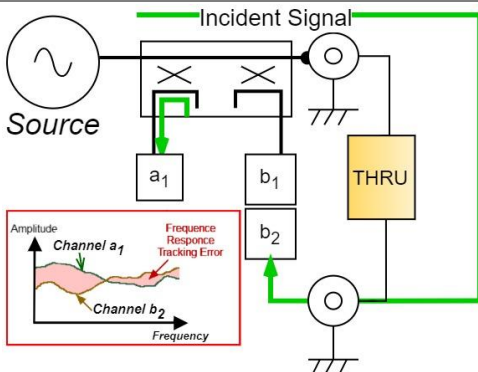 Incident Signal
Source
a1
b1
THRU
b2
Amplitude
Channel a1
Frequence
Responce
Tracking Error
Channel b2
Frequency